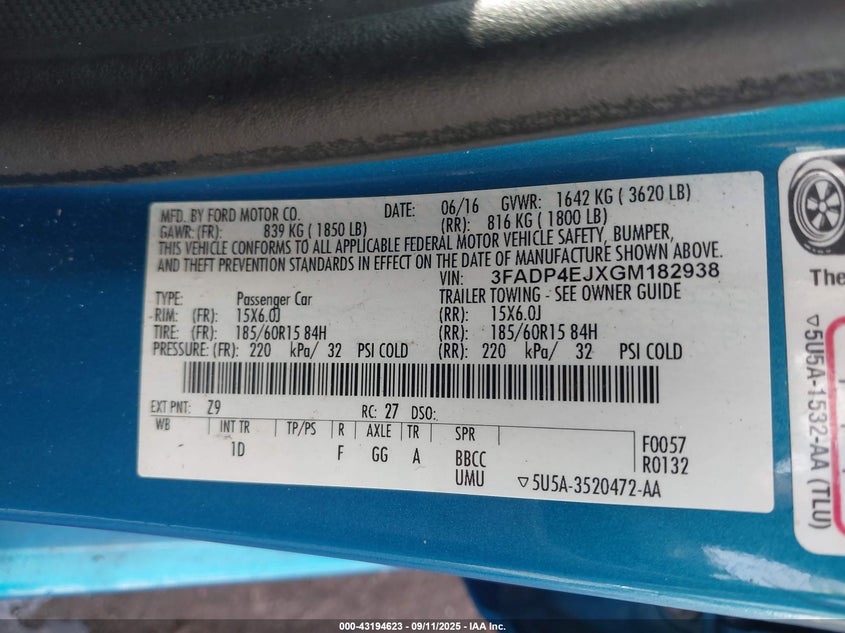 MFD. BY FORD MOTOR CO. DATE: 06/16 GVWR: 1642 KG ( 3620 LB)
GAWR: (FR): 839 KG ( 1850 LB) (RR): 816 KG ( 1800 LB)
THIS VEHICLE CONFORMS TO ALL APPLICABLE FEDERAL MOTOR VEHICLE SAFETY, BUMPER,
AND THEFT PREVENTION STANDARDS IN EFFECT ON THE DATE OF MANUFACTURE SHOWN ABOVE.
VIN: 3FADP4EJXGM182938
TYPE: Passenger Car TRAILER TOWING - SEE OWNER GUIDE
RIM: (FR): 15X6.0J (RR): 15X6.0J
TIRE: (FR): 185/60R15 84H (RR): 185/60R15 84H
PRESSURE: (FR): 220 kPa/ 32 PSI COLD (RR): 220 kPa/ 32 PSI COLD
EXT PNT: Z9 RC: 27 DSO:
WB INT TR TP/PS R AXLE TR SPR
1D F GG A BBCC
UMU
F0057
R0132
▽5U5A-3520472-AA
The
▽5U5A-1532-AA (TLU)
000-43194623 - 09/11/2025 - IAAI.COM